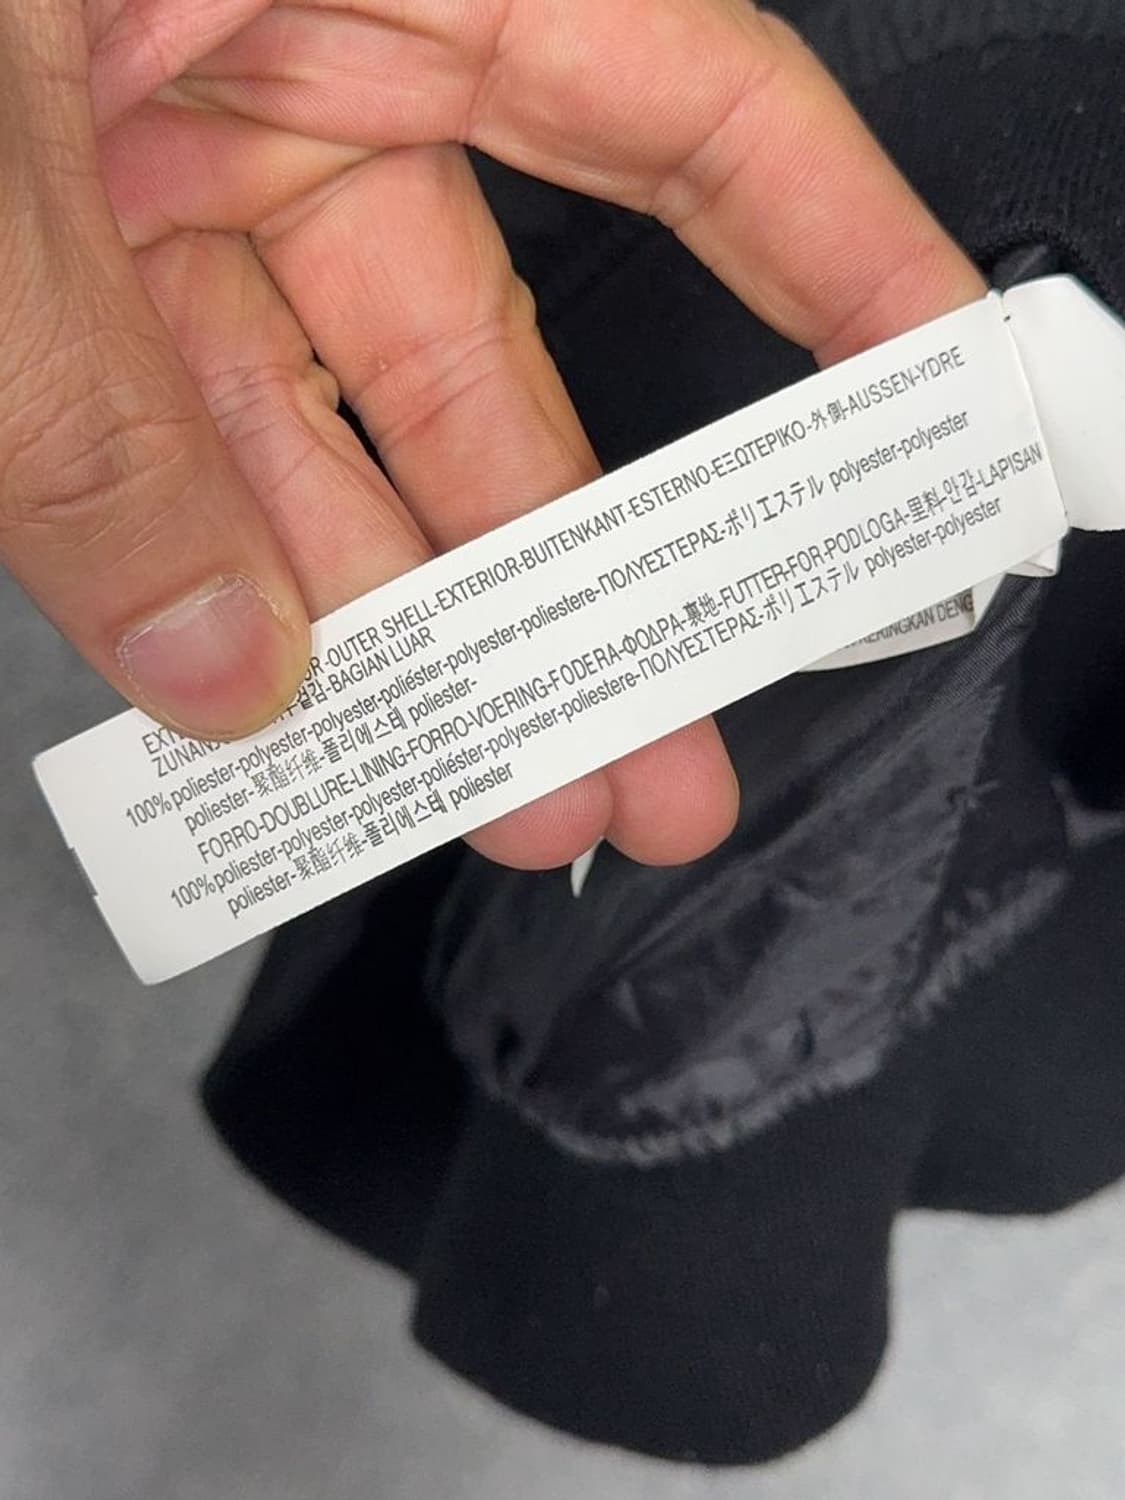 OUTER SHELL-EXTERIOR-BUITENKANT-ESTERNO-ΕΞΩΤΕΡΙΚΟ-外側-AUSSEN-YDRE
겉감-BAGIAN LUAR
100% poliester-polyester-polyester-poliéster-polyester-poliestere-ΠΟΛΥΕΣΤΕΡΑΣ-ポリエステル polyester-polyester
poliester-聚酯纤维-폴리에스테 poliester-
FORRO-DOUBLURE-LINING-FORRO-VOERING-FODERA-ΦΟΔΡΑ-裏地-FUTTER-FOR-PODLOGA-里料-안감-LAPISAN
100% poliester-polyester-polyester-poliéster-polyester-poliestere-ΠΟΛΥΕΣΤΕΡΑΣ-ポリエステル polyester-polyester
poliester-聚酯纤维-폴리에스테 poliester